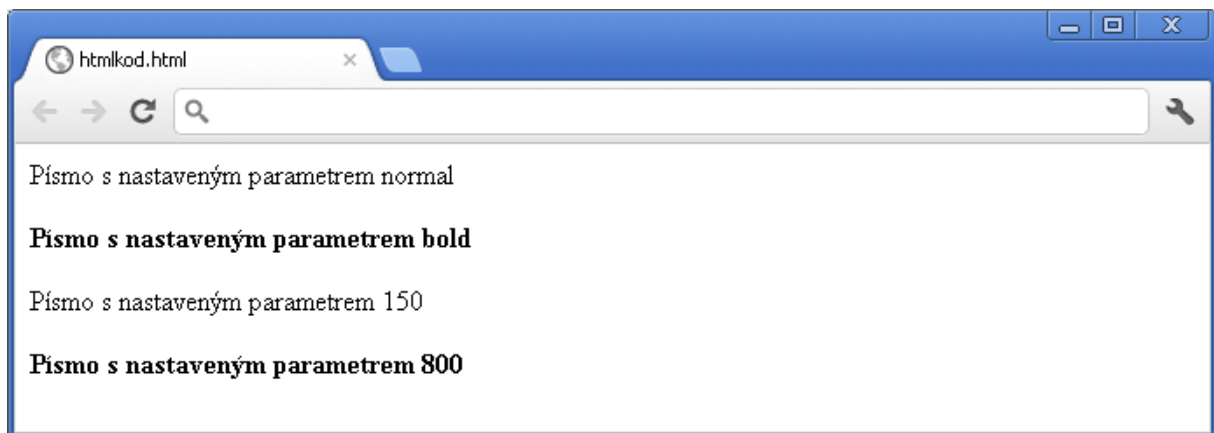 htmlkod.html
Písmo s nastaveným parametrem normal
Písmo s nastaveným parametrem bold
Písmo s nastaveným parametrem 150
Písmo s nastaveným parametrem 800